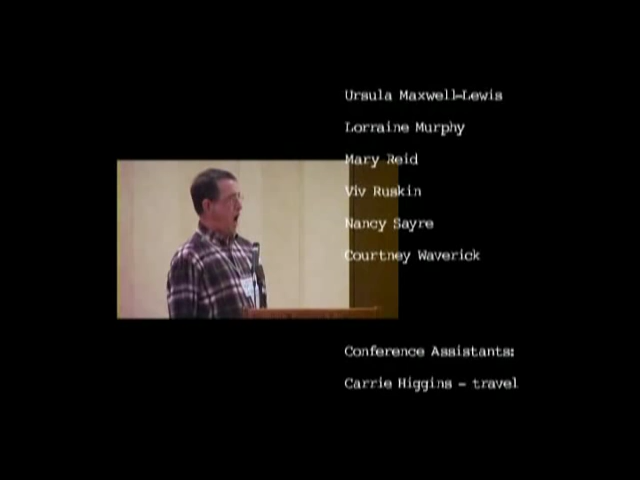 Ursula Maxwell-Lewis
Lorraine Murphy
Mary Reid
Viv Ruskin
Nancy Sayre
Courtney Waverick
Conference Assistants:
Carrie Higgins - travel